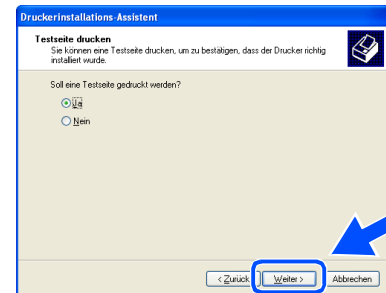 Druckerinstallations-Assistent
Testseite drucken
Sie können eine Testseite drucken, um zu bestätigen, dass der Drucker richtig
installiert wurde.
Soll eine Testseite gedruckt werden?
Ja
Nein
< Zurück
Weiter >
Abbrechen